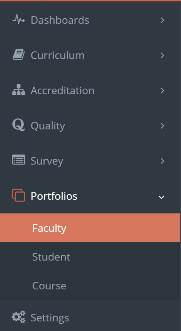 Dashboards
Curriculum
Accreditation
Quality
Survey
Portfolios
Faculty
Student
Course
Settings